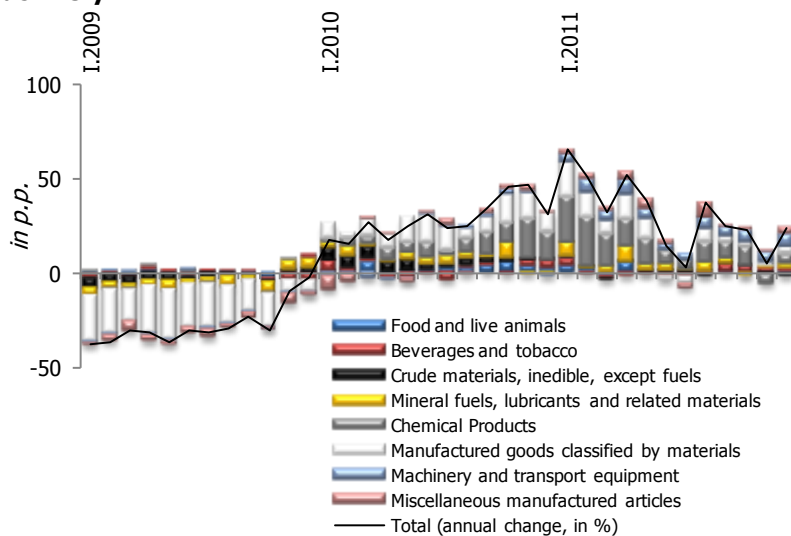 I.2009
I.2010
I.2011
100
50
0
-50
in p.p.
Food and live animals
Beverages and tobacco
Crude materials, inedible, except fuels
Mineral fuels, lubricants and related materials
Chemical Products
Manufactured goods classified by materials
Machinery and transport equipment
Miscellaneous manufactured articles
Total (annual change, in %)